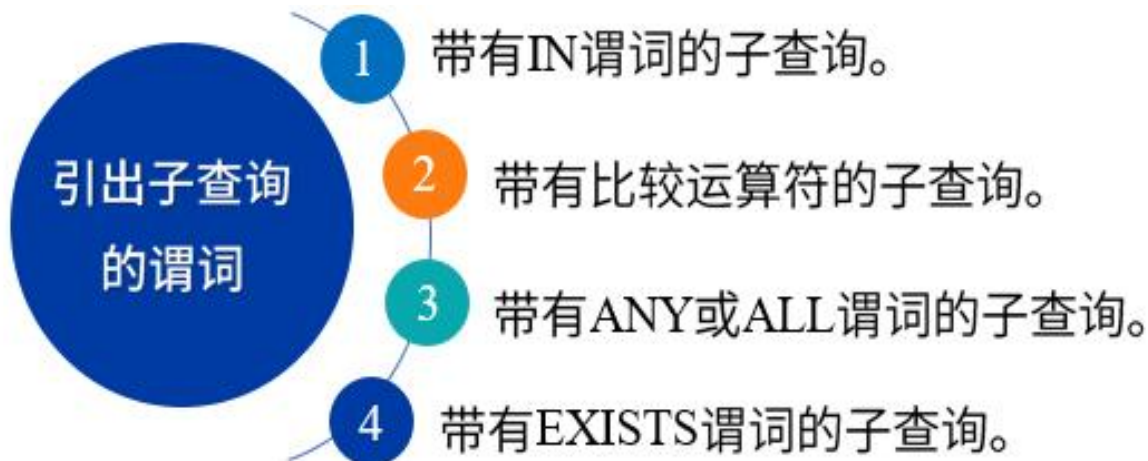 引出子查询
的谓词
1
带有IN谓词的子查询。
2
带有比较运算符的子查询。
3
带有ANY或ALL谓词的子查询。
4
带有EXISTS谓词的子查询。